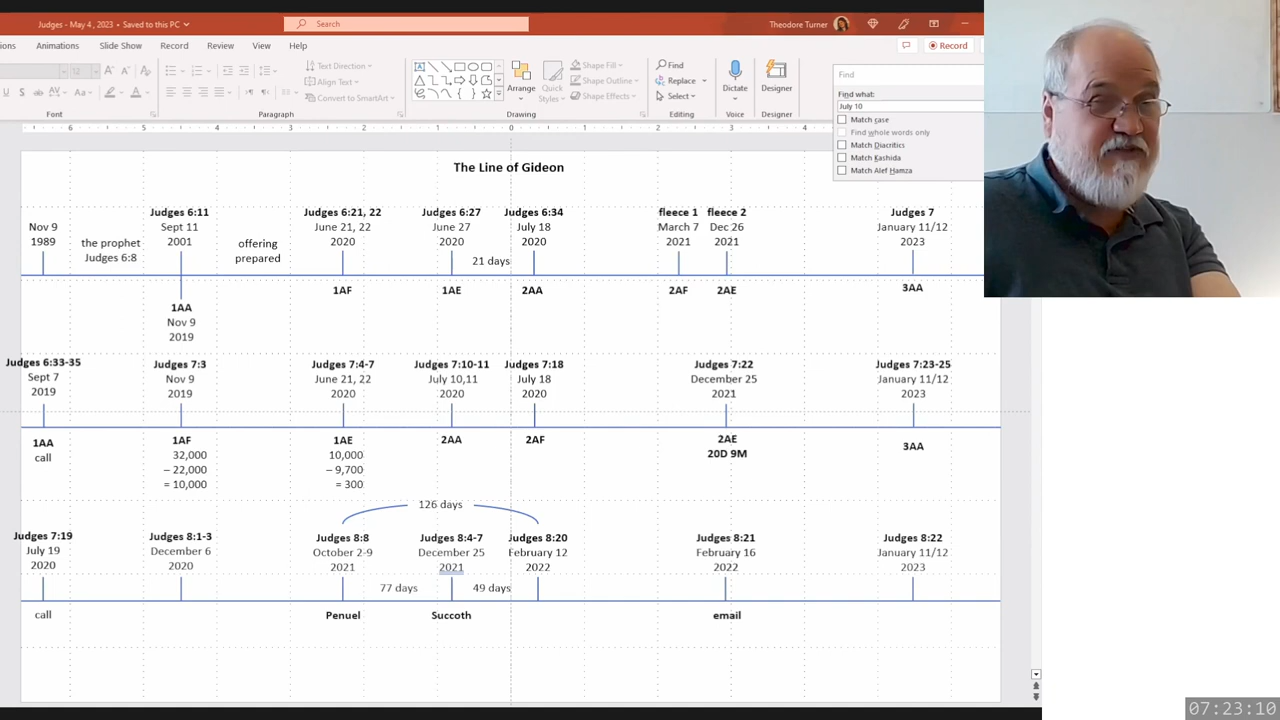 Judges - May 4 , 2023 • Saved to this PC
Search
Theodore Turner
ons Animations Slide Show Record Review View Help
Record
12
Text Direction
Align Text
Convert to SmartArt
Arrange
Quick Styles
Shape Fill
Shape Outline
Shape Effects
Find
Replace
Select
Dictate
Designer
Font Paragraph Drawing Editing Voice Designer
Find
Find what:
July 10
Match case
Find whole words only
Match Diacritics
Match Kashida
Match Alef Hamza
7 6 5 4 3 2 1 0 2 3 4
The Line of Gideon
Nov 9
1989
the prophet
Judges 6:8
Judges 6:11
Sept 11
2001
offering
prepared
Judges 6:21, 22
June 21, 22
2020
Judges 6:27
June 27
2020
21 days
Judges 6:34
July 18
2020
fleece 1
March 7
2021
fleece 2
Dec 26
2021
Judges 7
January 11/12
2023
1AA
Nov 9
2019
1AF
1AE
2AA
2AF
2AE
3AA
Judges 6:33-35
Sept 7
2019
Judges 7:3
Nov 9
2019
Judges 7:4-7
June 21, 22
2020
Judges 7:10-11
July 10,11
2020
Judges 7:18
July 18
2020
Judges 7:22
December 25
2021
Judges 7:23-25
January 11/12
2023
1AA
call
1AF
32,000
– 22,000
= 10,000
1AE
10,000
– 9,700
= 300
2AA
2AF
2AE
20D 9M
3AA
126 days
Judges 7:19
July 19
2020
Judges 8:1-3
December 6
2020
Judges 8:8
October 2-9
2021
77 days
Judges 8:4-7
December 25
2021
49 days
Judges 8:20
February 12
2022
Judges 8:21
February 16
2022
Judges 8:22
January 11/12
2023
call
Penuel
Succoth
email
07:23:10